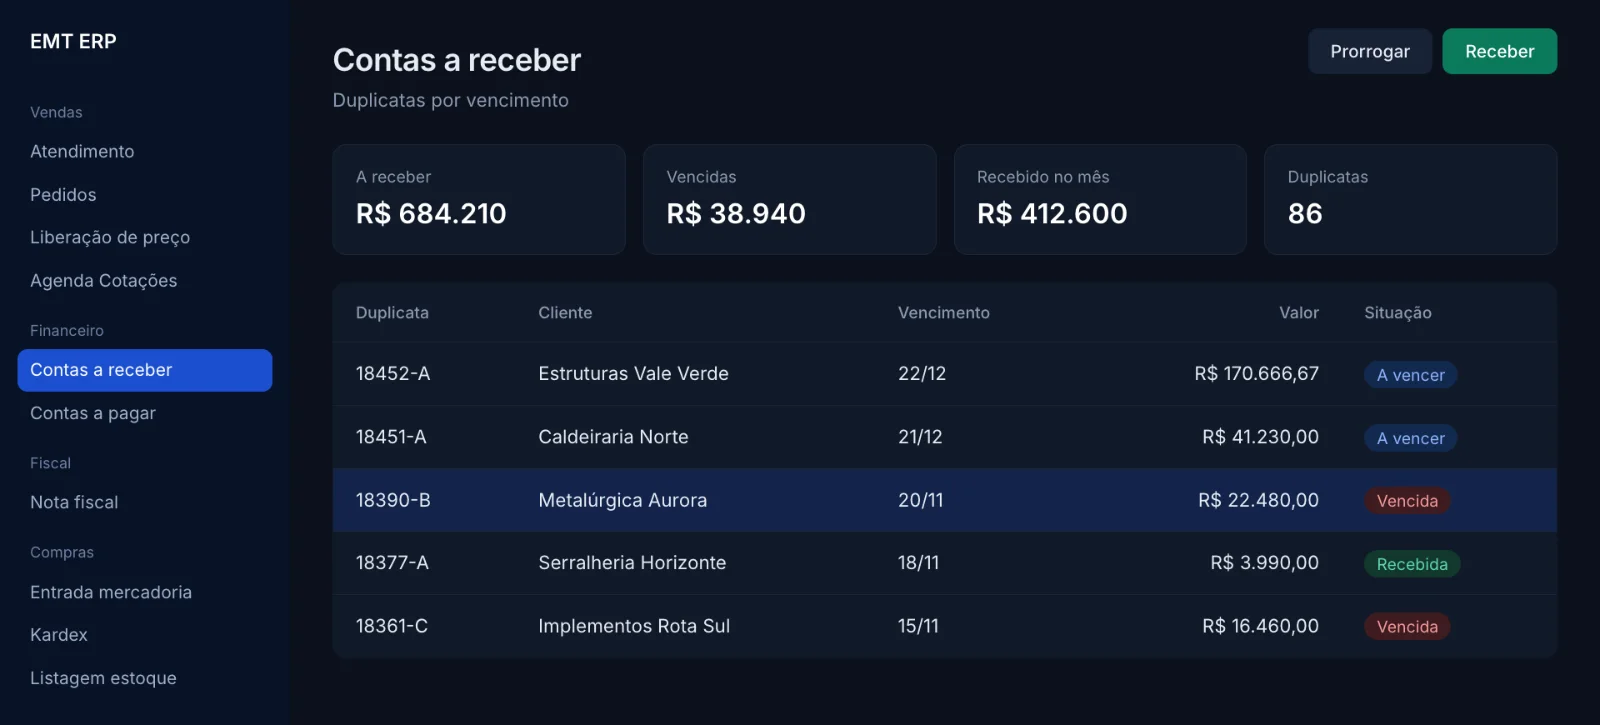 EMT ERP
Vendas
Atendimento
Pedidos
Liberação de preço
Agenda Cotações
Financeiro
Contas a receber
Contas a pagar
Fiscal
Nota fiscal
Compras
Entrada mercadoria
Kardex
Listagem estoque
Contas a receber
Duplicatas por vencimento
Prorrogar
Receber
A receber
R$ 684.210
Vencidas
R$ 38.940
Recebido no mês
R$ 412.600
Duplicatas
86
Duplicata Cliente Vencimento Valor Situação
18452-A Estruturas Vale Verde 22/12 R$ 170.666,67 A vencer
18451-A Caldeiraria Norte 21/12 R$ 41.230,00 A vencer
18390-B Metalúrgica Aurora 20/11 R$ 22.480,00 Vencida
18377-A Serralheria Horizonte 18/11 R$ 3.990,00 Recebida
18361-C Implementos Rota Sul 15/11 R$ 16.460,00 Vencida